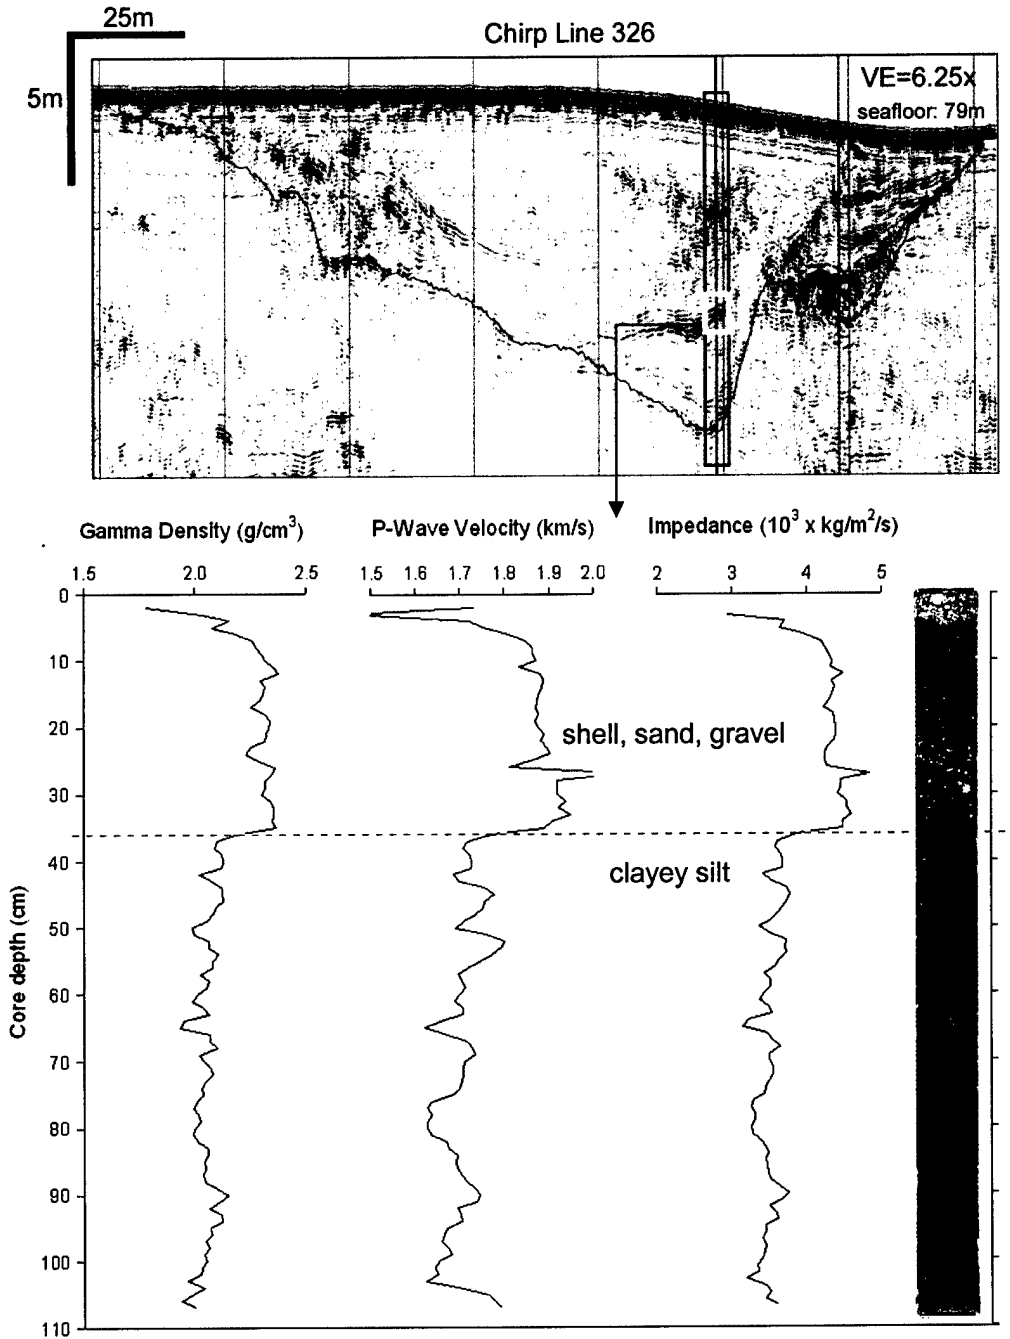 25m
Chirp Line 326
5m
VE=6.25x
seafloor: 79m
Gamma Density (g/cm³)
P-Wave Velocity (km/s)
Impedance (10³ x kg/m²/s)
1.5 2.0 2.5
1.5 1.6 1.7 1.8 1.9 2.0
2 3 4 5
0
10
20
30
40
50
60
70
80
90
100
110
Core depth (cm)
shell, sand, gravel
clayey silt